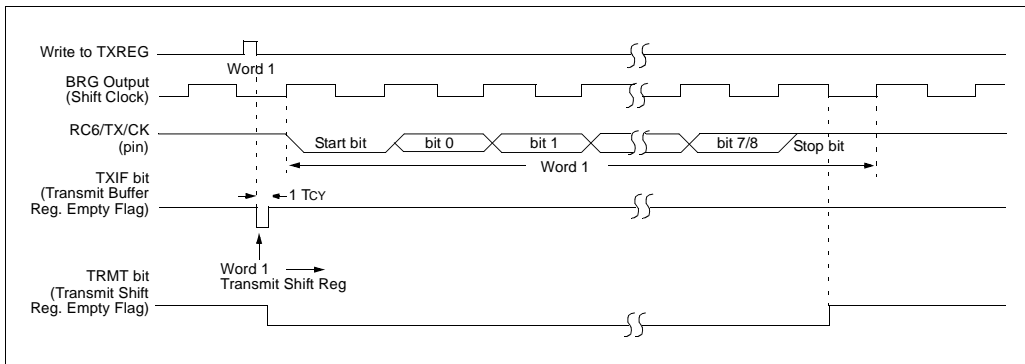 Write to TXREG
Word 1
BRG Output
(Shift Clock)
RC6/TX/CK
(pin)
Start bit
bit 0
bit 1
bit 7/8
Stop bit
Word 1
TXIF bit
(Transmit Buffer
Reg. Empty Flag)
1 TCY
Word 1
Transmit Shift Reg
TRMT bit
(Transmit Shift
Reg. Empty Flag)